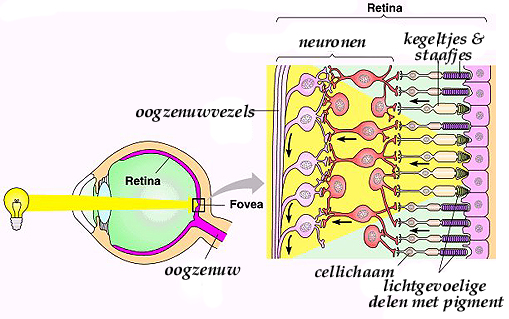 Retina
neuronen
kegeltjes &
staafjes
oogzenuwvezels
Retina
Fovea
oogzenuw
cellichaam
lichtgevoelige
delen met pigment